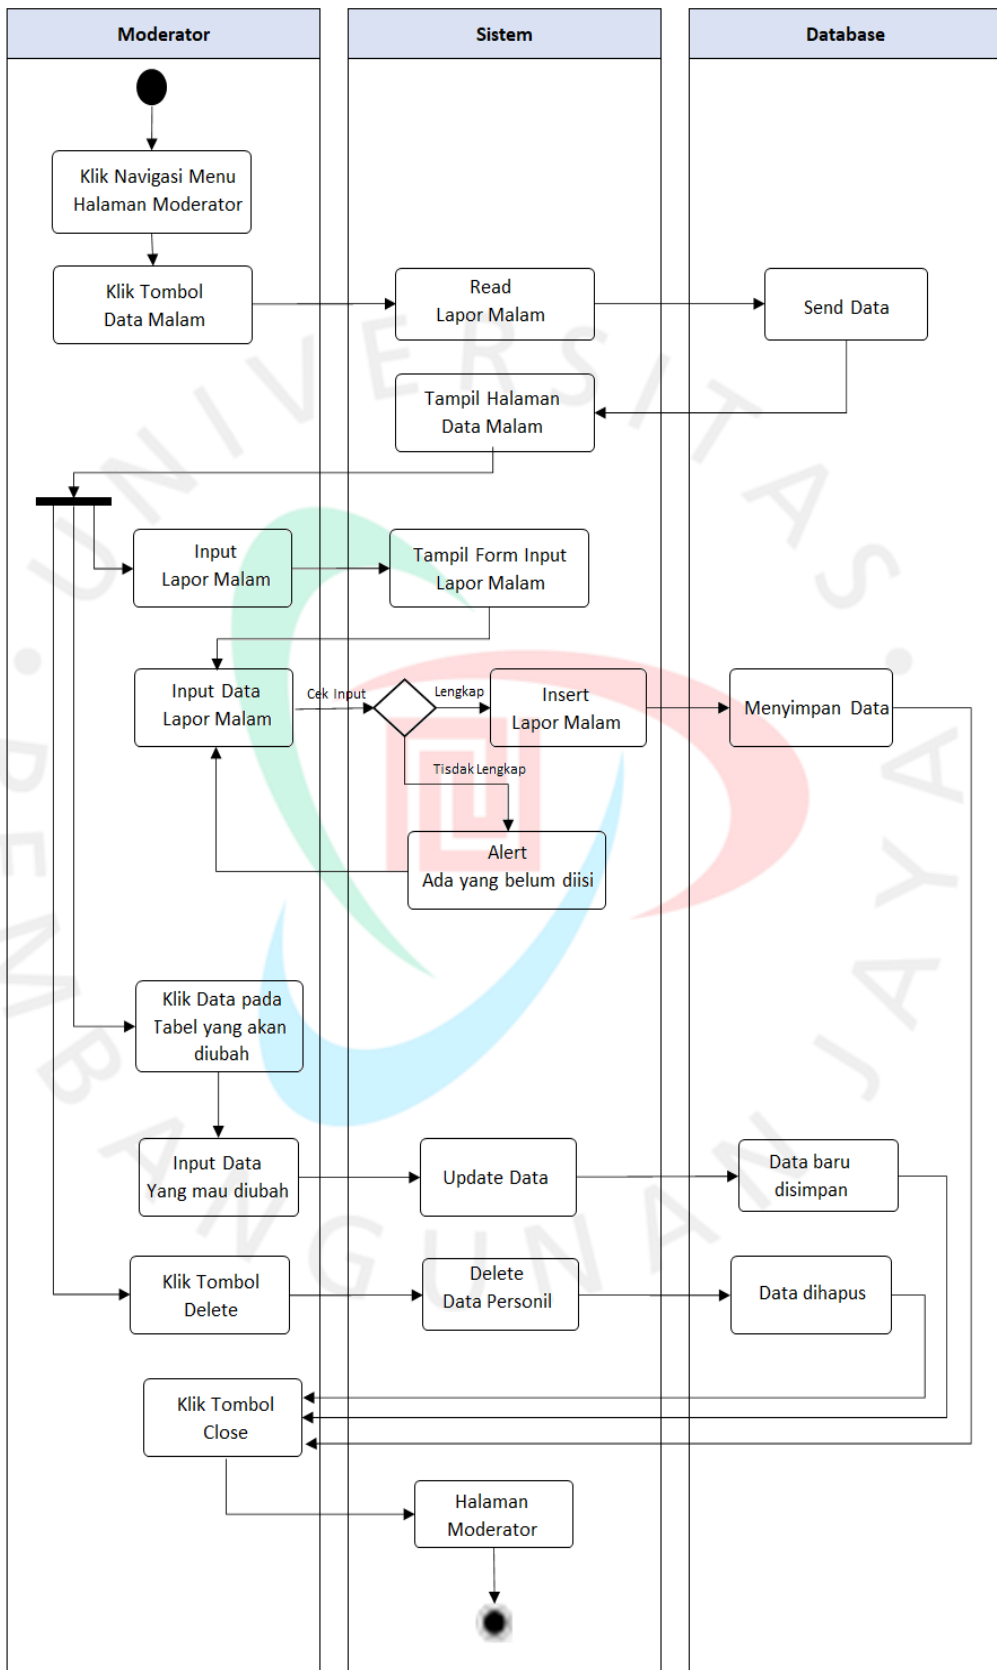 Moderator
Sistem
Database
Klik Navigasi Menu
Halaman Moderator
Klik Tombol
Data Malam
Read
Lapor Malam
Send Data
Tampil Halaman
Data Malam
Input
Lapor Malam
Tampil Form Input
Lapor Malam
Input Data
Lapor Malam
Cek Input
Lengkap
Insert
Lapor Malam
Menyimpan Data
Tisdak Lengkap
Alert
Ada yang belum diisi
Klik Data pada
Tabel yang akan
diubah
Input Data
Yang mau diubah
Update Data
Data baru
disimpan
Klik Tombol
Delete
Delete
Data Personil
Data dihapus
Klik Tombol
Close
Halaman
Moderator
UNIVERSITAS
PEMBANGUNAN JAYA